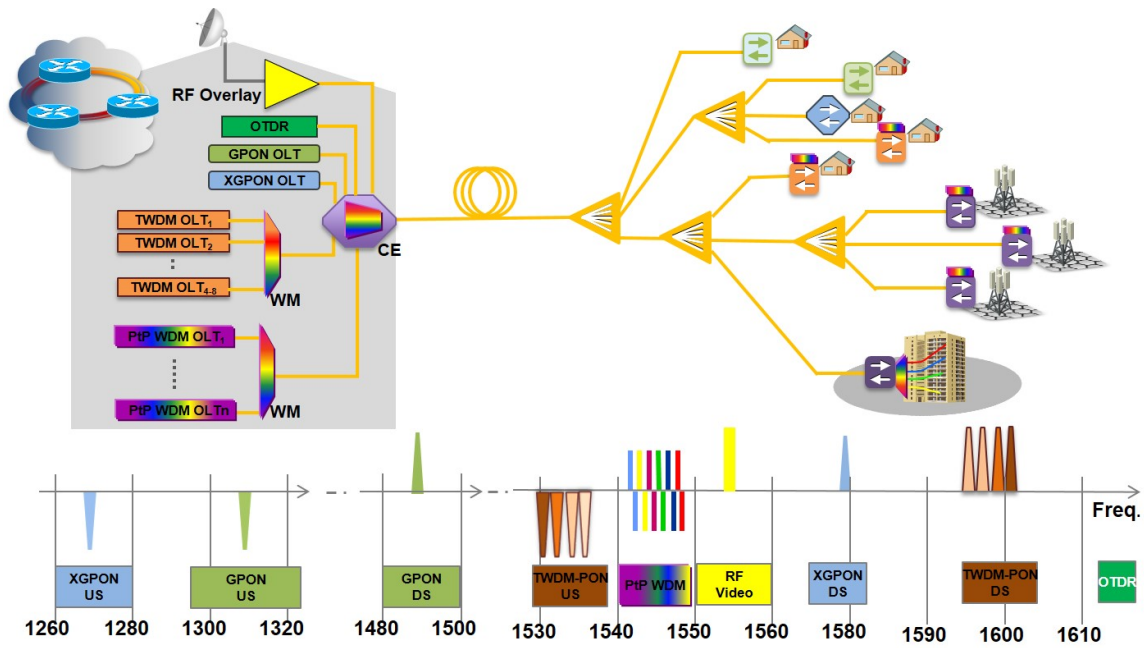 RF Overlay
OTDR
GPON OLT
XGPON OLT
TWDM OLT1
TWDM OLT2
⋮
TWDM OLT4-8
WM
CE
PtP WDM OLT1
PtP WDM OLTn
WM
Freq.
XGPON
US
GPON
US
GPON
DS
TWDM-PON
US
PtP WDM
RF
Video
XGPON
DS
TWDM-PON
DS
OTDR
1260 1280 1300 1320 1480 1500 1530 1540 1550 1560 1580 1590 1600 1610